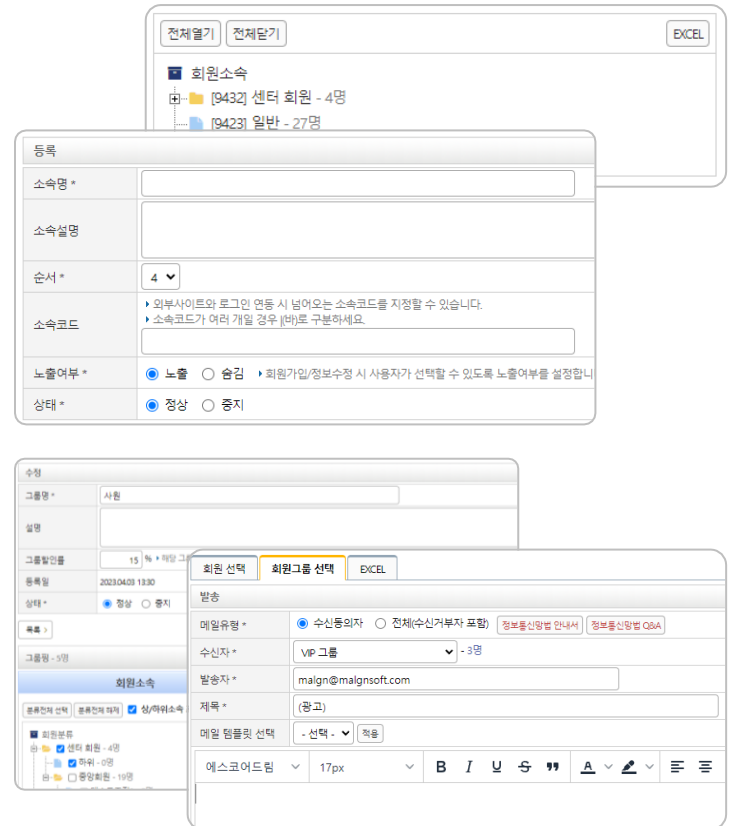 전체열기 전체닫기 EXCEL
회원소속
[9432] 센터 회원 - 4명
[9423] 일반 - 27명
등록
소속명 *
소속설명
순서 * 4
소속코드
외부사이트와 로그인 연동 시 넘어오는 소속코드를 지정할 수 있습니다.
소속코드가 여러 개일 경우 |(바)로 구분하세요.
노출여부 * 노출 숨김 회원가입/정보수정 시 사용자가 선택할 수 있도록 노출여부를 설정합니
상태 * 정상 중지
수정
그룹명 * 사원
설명
그룹할인률 15 % 해당 그
등록일 2023.04.03 13:30
상태 * 정상 중지
목록 >
그룹원 - 5명
회원소속
분류전체 선택 분류전체 해제 상/하위소속
회원분류
센터 회원 - 4명
하위 - 0명
중앙회원 - 19명
회원 선택 회원그룹 선택 EXCEL
발송
메일유형 * 수신동의자 전체(수신거부자 포함) 정보통신망법 안내서 정보통신망법 Q&A
수신자 * VIP 그룹 - 3명
발송자 * malgn@malgnsoft.com
제목 * (광고)
메일 템플릿 선택 - 선택 - 적용
에스코어드림 17px B I U S A